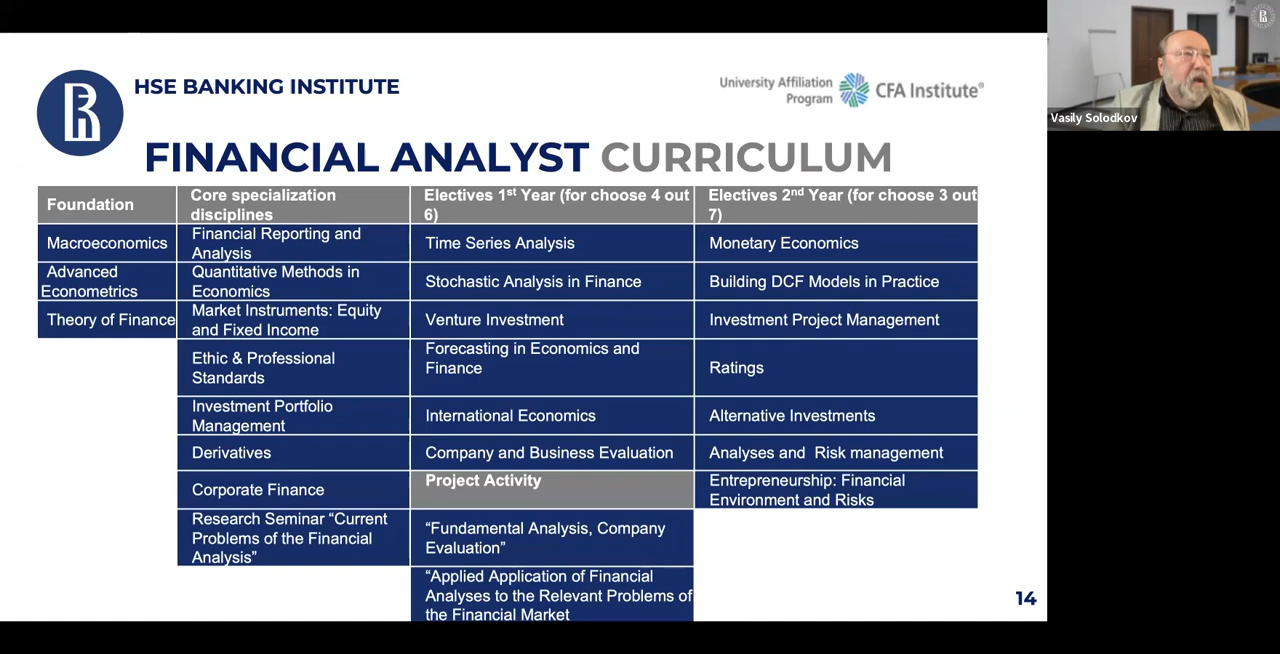 HSE BANKING INSTITUTE
University Affiliation
Program
CFA Institute®
Vasily Solodkov
FINANCIAL ANALYST CURRICULUM
Foundation
Macroeconomics
Advanced
Econometrics
Theory of Finance
Core specialization
disciplines
Financial Reporting and
Analysis
Quantitative Methods in
Economics
Market Instruments: Equity
and Fixed Income
Ethic & Professional
Standards
Investment Portfolio
Management
Derivatives
Corporate Finance
Research Seminar “Current
Problems of the Financial
Analysis”
Electives 1st Year (for choose 4 out
6)
Time Series Analysis
Stochastic Analysis in Finance
Venture Investment
Forecasting in Economics and
Finance
International Economics
Company and Business Evaluation
Project Activity
“Fundamental Analysis, Company
Evaluation”
“Applied Application of Financial
Analyses to the Relevant Problems of
the Financial Market
Electives 2nd Year (for choose 3 out
7)
Monetary Economics
Building DCF Models in Practice
Investment Project Management
Ratings
Alternative Investments
Analyses and  Risk management
Entrepreneurship: Financial
Environment and Risks
14